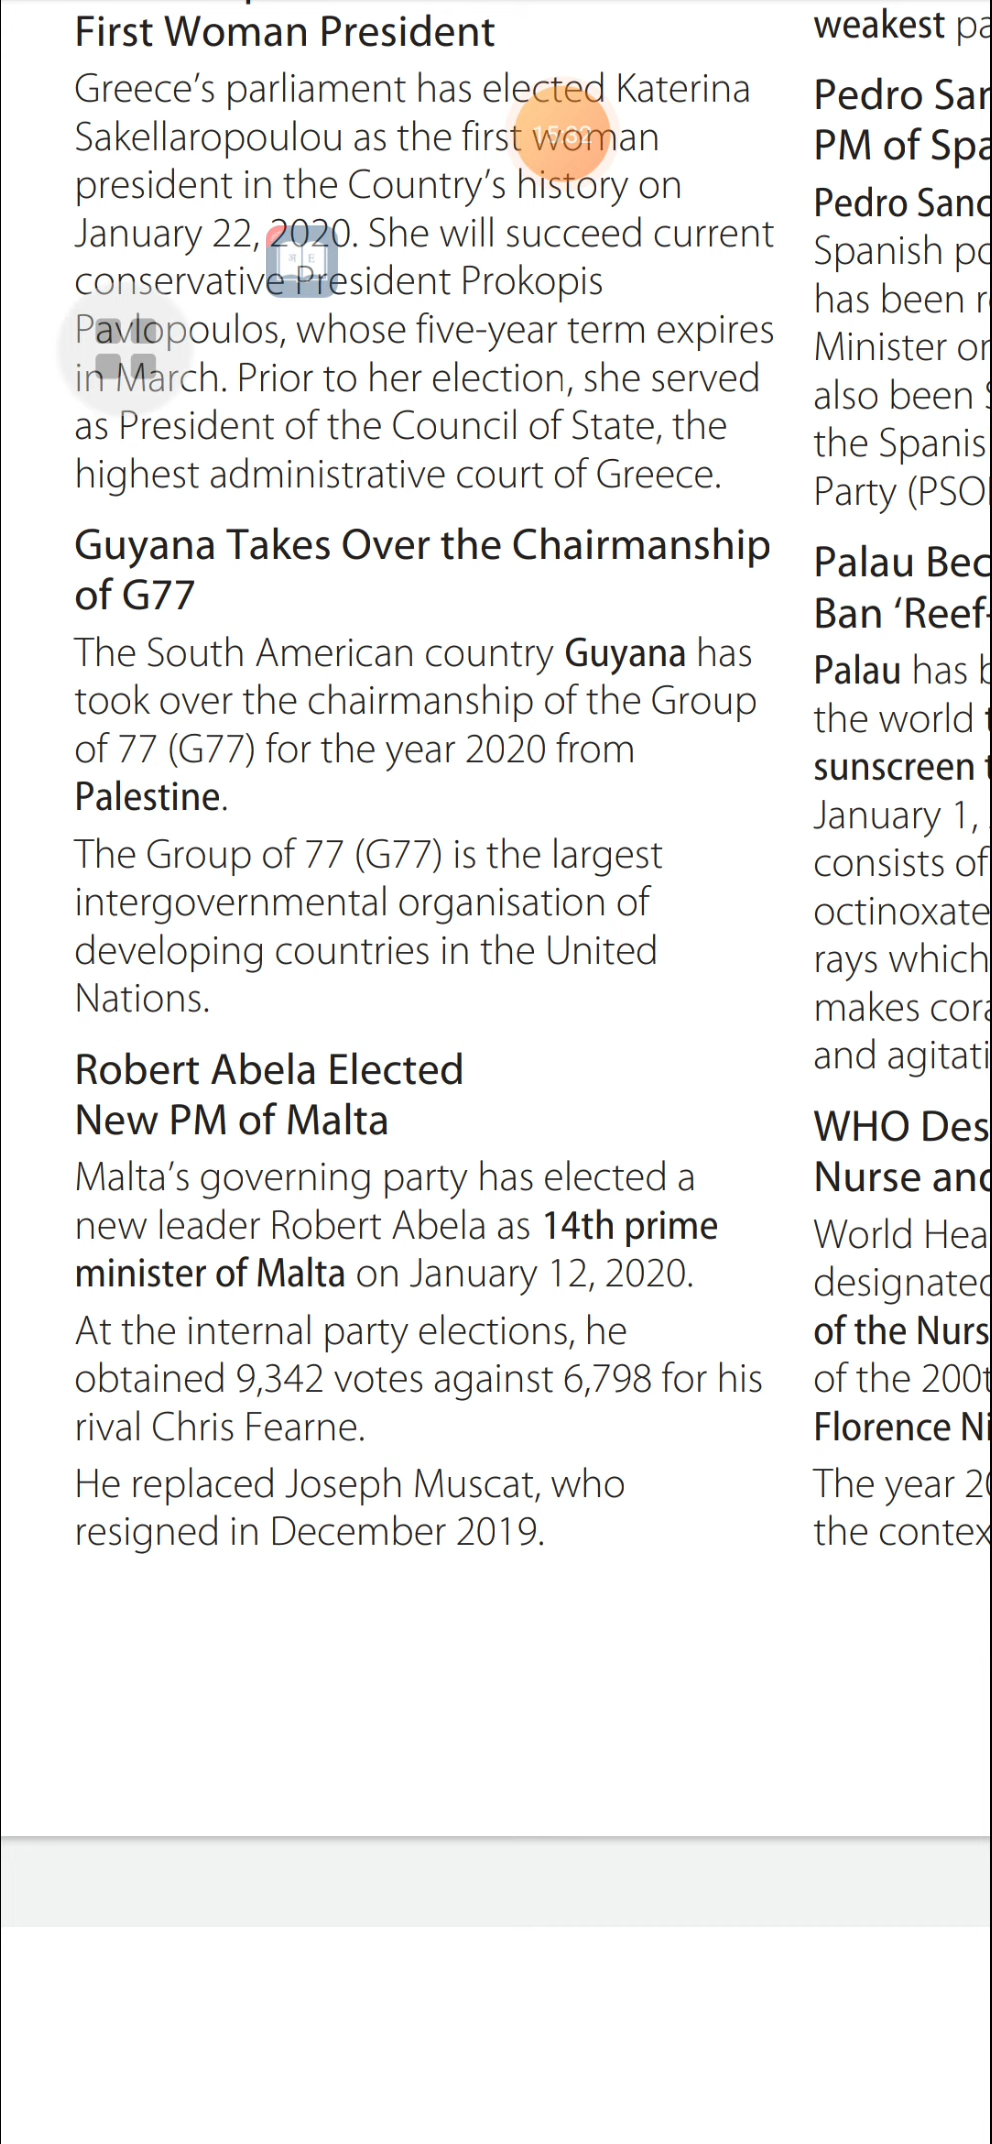 First Woman President
Greece’s parliament has elected Katerina
Sakellaropoulou as the first woman
president in the Country’s history on
January 22, 2020. She will succeed current
conservative President Prokopis
Pavlopoulos, whose five-year term expires
in March. Prior to her election, she served
as President of the Council of State, the
highest administrative court of Greece.
Guyana Takes Over the Chairmanship
of G77
The South American country Guyana has
took over the chairmanship of the Group
of 77 (G77) for the year 2020 from
Palestine.
The Group of 77 (G77) is the largest
intergovernmental organisation of
developing countries in the United
Nations.
Robert Abela Elected
New PM of Malta
Malta’s governing party has elected a
new leader Robert Abela as 14th prime
minister of Malta on January 12, 2020.
At the internal party elections, he
obtained 9,342 votes against 6,798 for his
rival Chris Fearne.
He replaced Joseph Muscat, who
resigned in December 2019.
weakest
Pedro
PM of
Pedro
Spanish
has been
Minister
also been
the
Party
Palau
Ban
Palau has
the world
sunscreen
January 1,
consists of
octinoxate
rays which
makes
and
WHO
Nurse
World
designated
of the
of the
Florence
The year
the